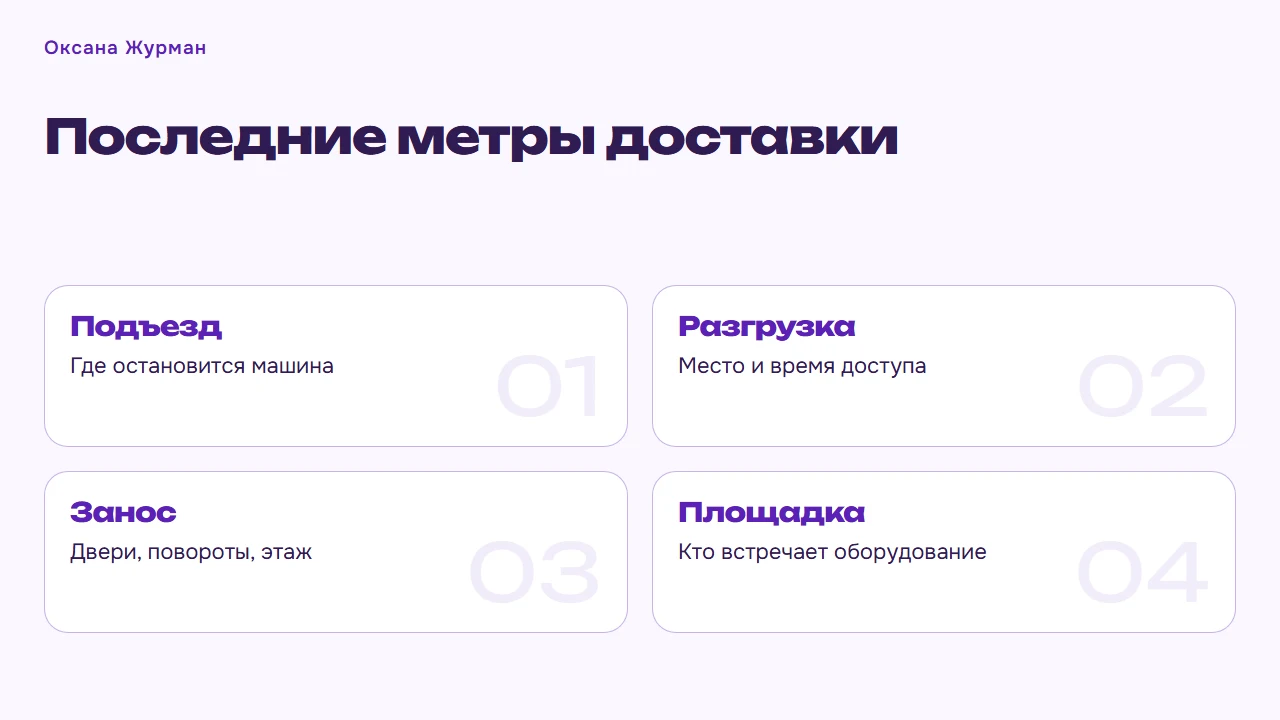 Оксана Журман
Последние метры доставки
Подъезд
Где остановится машина
01
Разгрузка
Место и время доступа
02
Занос
Двери, повороты, этаж
03
Площадка
Кто встречает оборудование
04